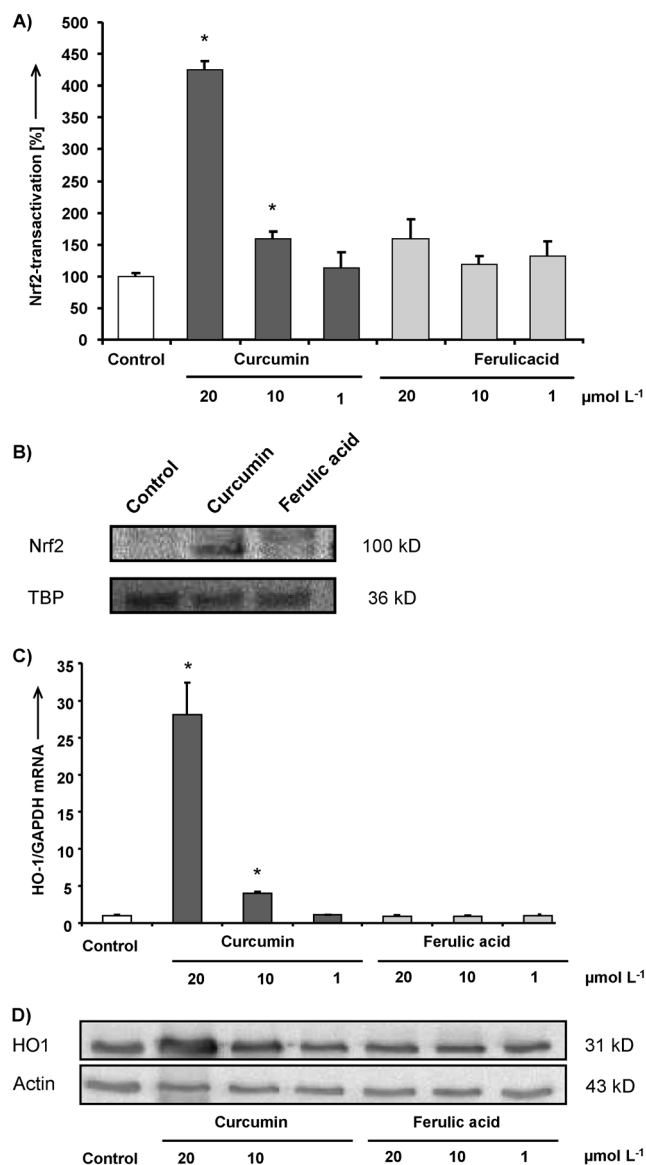 A)
500
450
400
350
300
250
200
150
100
50
0
Nrf2-transactivation [%]
*
*
Control Curcumin Ferulicacid
20 10 1 20 10 1 µmol L-1
B)
Control Curcumin Ferulic acid
Nrf2 100 kD
TBP 36 kD
C)
35
30
25
20
15
10
5
0
HO-1/GAPDH mRNA
*
*
Control Curcumin Ferulic acid
20 10 1 20 10 1 µmol L-1
D)
HO1 31 kD
Actin 43 kD
Curcumin Ferulic acid
Control 20 10 20 10 1 µmol L-1